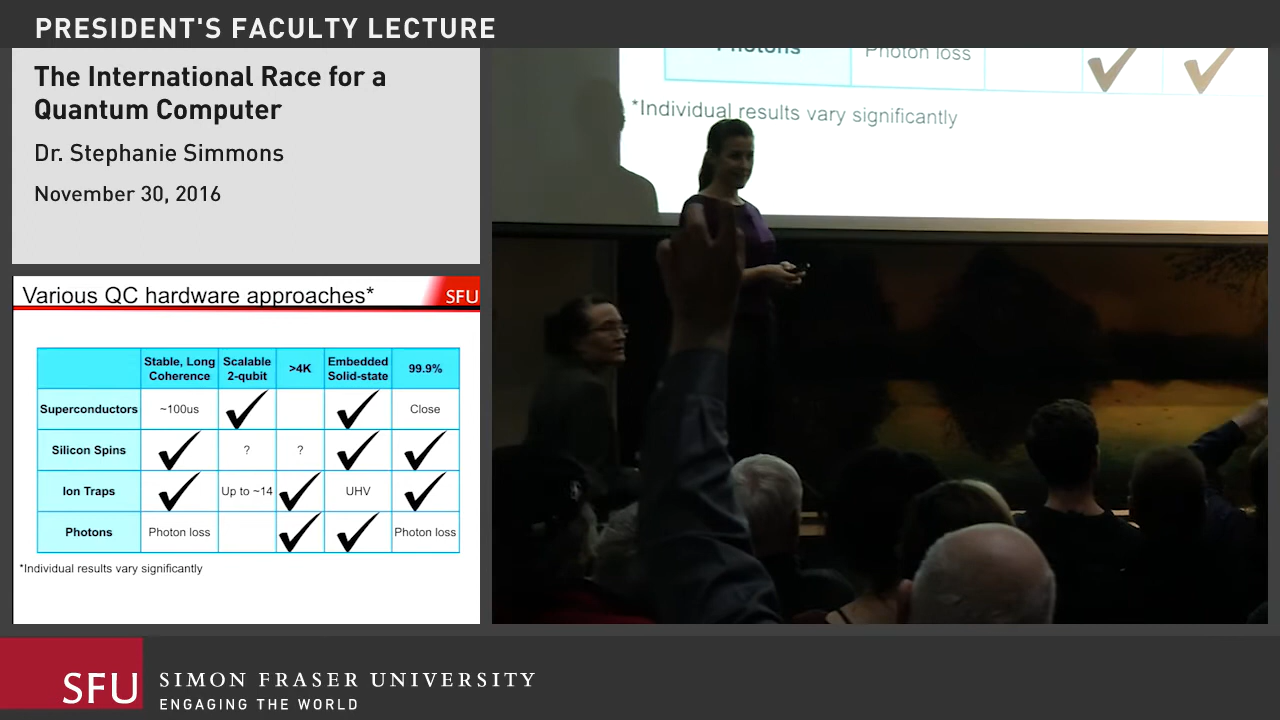 PRESIDENT'S FACULTY LECTURE
The International Race for a
Quantum Computer
Dr. Stephanie Simmons
November 30, 2016
Various QC hardware approaches*
SFU
Stable, Long Coherence Scalable 2-qubit >4K Embedded Solid-state 99.9%
Superconductors ~100us ✓ ✓ Close
Silicon Spins ✓ ? ? ✓ ✓
Ion Traps ✓ Up to ~14 ✓ UHV ✓
Photons Photon loss ✓ ✓ Photon loss
*Individual results vary significantly
Photons Photon loss ✓ ✓
*Individual results vary significantly
SFU
SIMON FRASER UNIVERSITY
ENGAGING THE WORLD